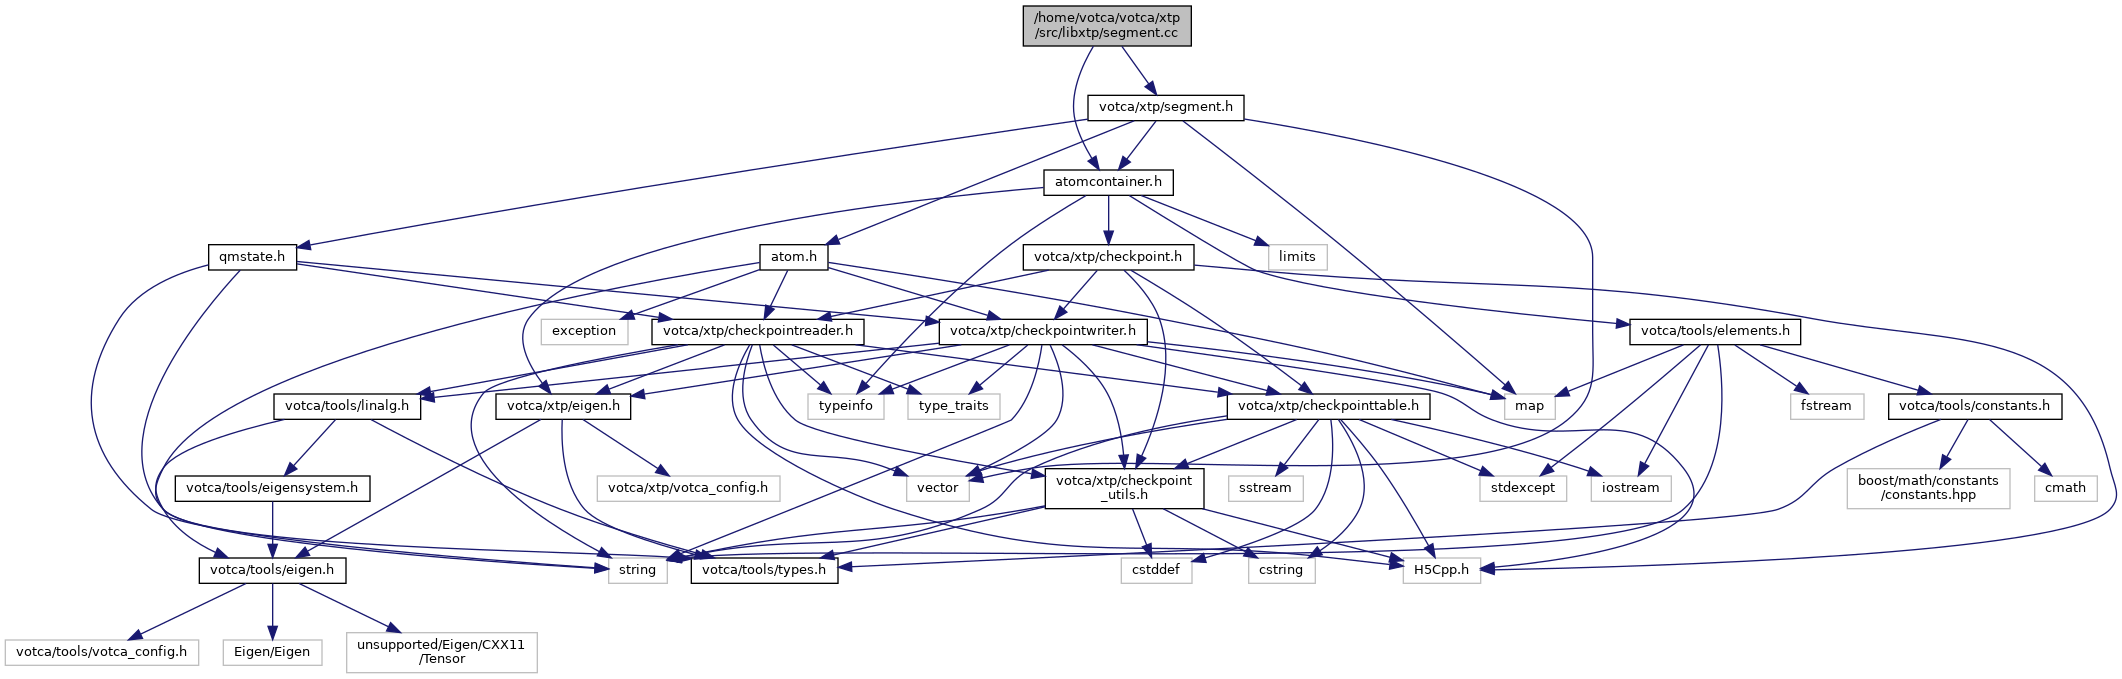 /home/votca/votca/xtp
/src/libxtp/segment.cc
votca/xtp/segment.h
atomcontainer.h
qmstate.h
atom.h
votca/xtp/checkpoint.h
limits
exception
votca/xtp/checkpointreader.h
votca/xtp/checkpointwriter.h
votca/tools/elements.h
votca/tools/linalg.h
votca/xtp/eigen.h
typeinfo
type_traits
votca/xtp/checkpointtable.h
map
fstream
votca/tools/constants.h
votca/tools/eigensystem.h
votca/xtp/votca_config.h
vector
votca/xtp/checkpoint
_utils.h
sstream
stdexcept
iostream
boost/math/constants
/constants.hpp
cmath
votca/tools/eigen.h
string
votca/tools/types.h
cstddef
cstring
H5Cpp.h
votca/tools/votca_config.h
Eigen/Eigen
unsupported/Eigen/CXX11
/Tensor